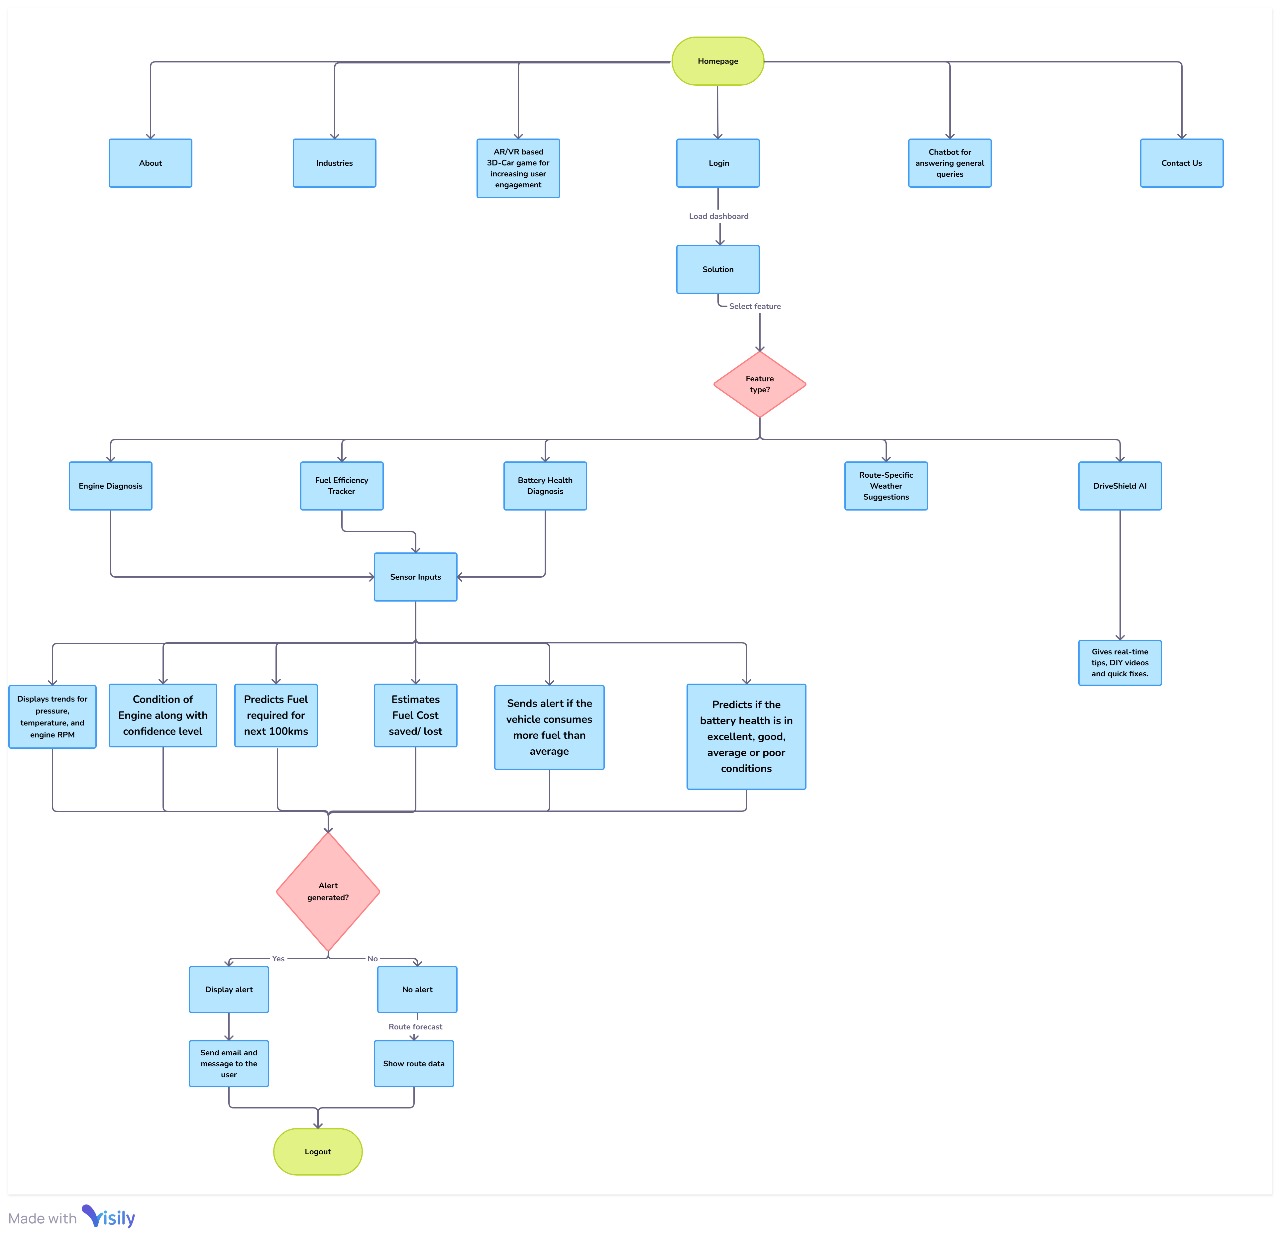 Homepage
About
Industries
AR/VR based
3D-Car game for
increasing user
engagement
Login
Chatbot for
answering general
queries
Contact Us
Load dashboard
Solution
Select feature
Feature
type?
Engine Diagnosis
Fuel Efficiency
Tracker
Battery Health
Diagnosis
Route-Specific
Weather
Suggestions
DriveShield AI
Sensor Inputs
Gives real-time
tips, DIY videos
and quick fixes.
Displays trends for
pressure,
temperature, and
engine RPM
Condition of
Engine along with
confidence level
Predicts Fuel
required for
next 100kms
Estimates
Fuel Cost
saved/ lost
Sends alert if the
vehicle consumes
more fuel than
average
Predicts if the
battery health is in
excellent, good,
average or poor
conditions
Alert
generated?
Yes
No
Display alert
No alert
Route forecast
Send email and
message to the
user
Show route data
Logout
Made with Visily